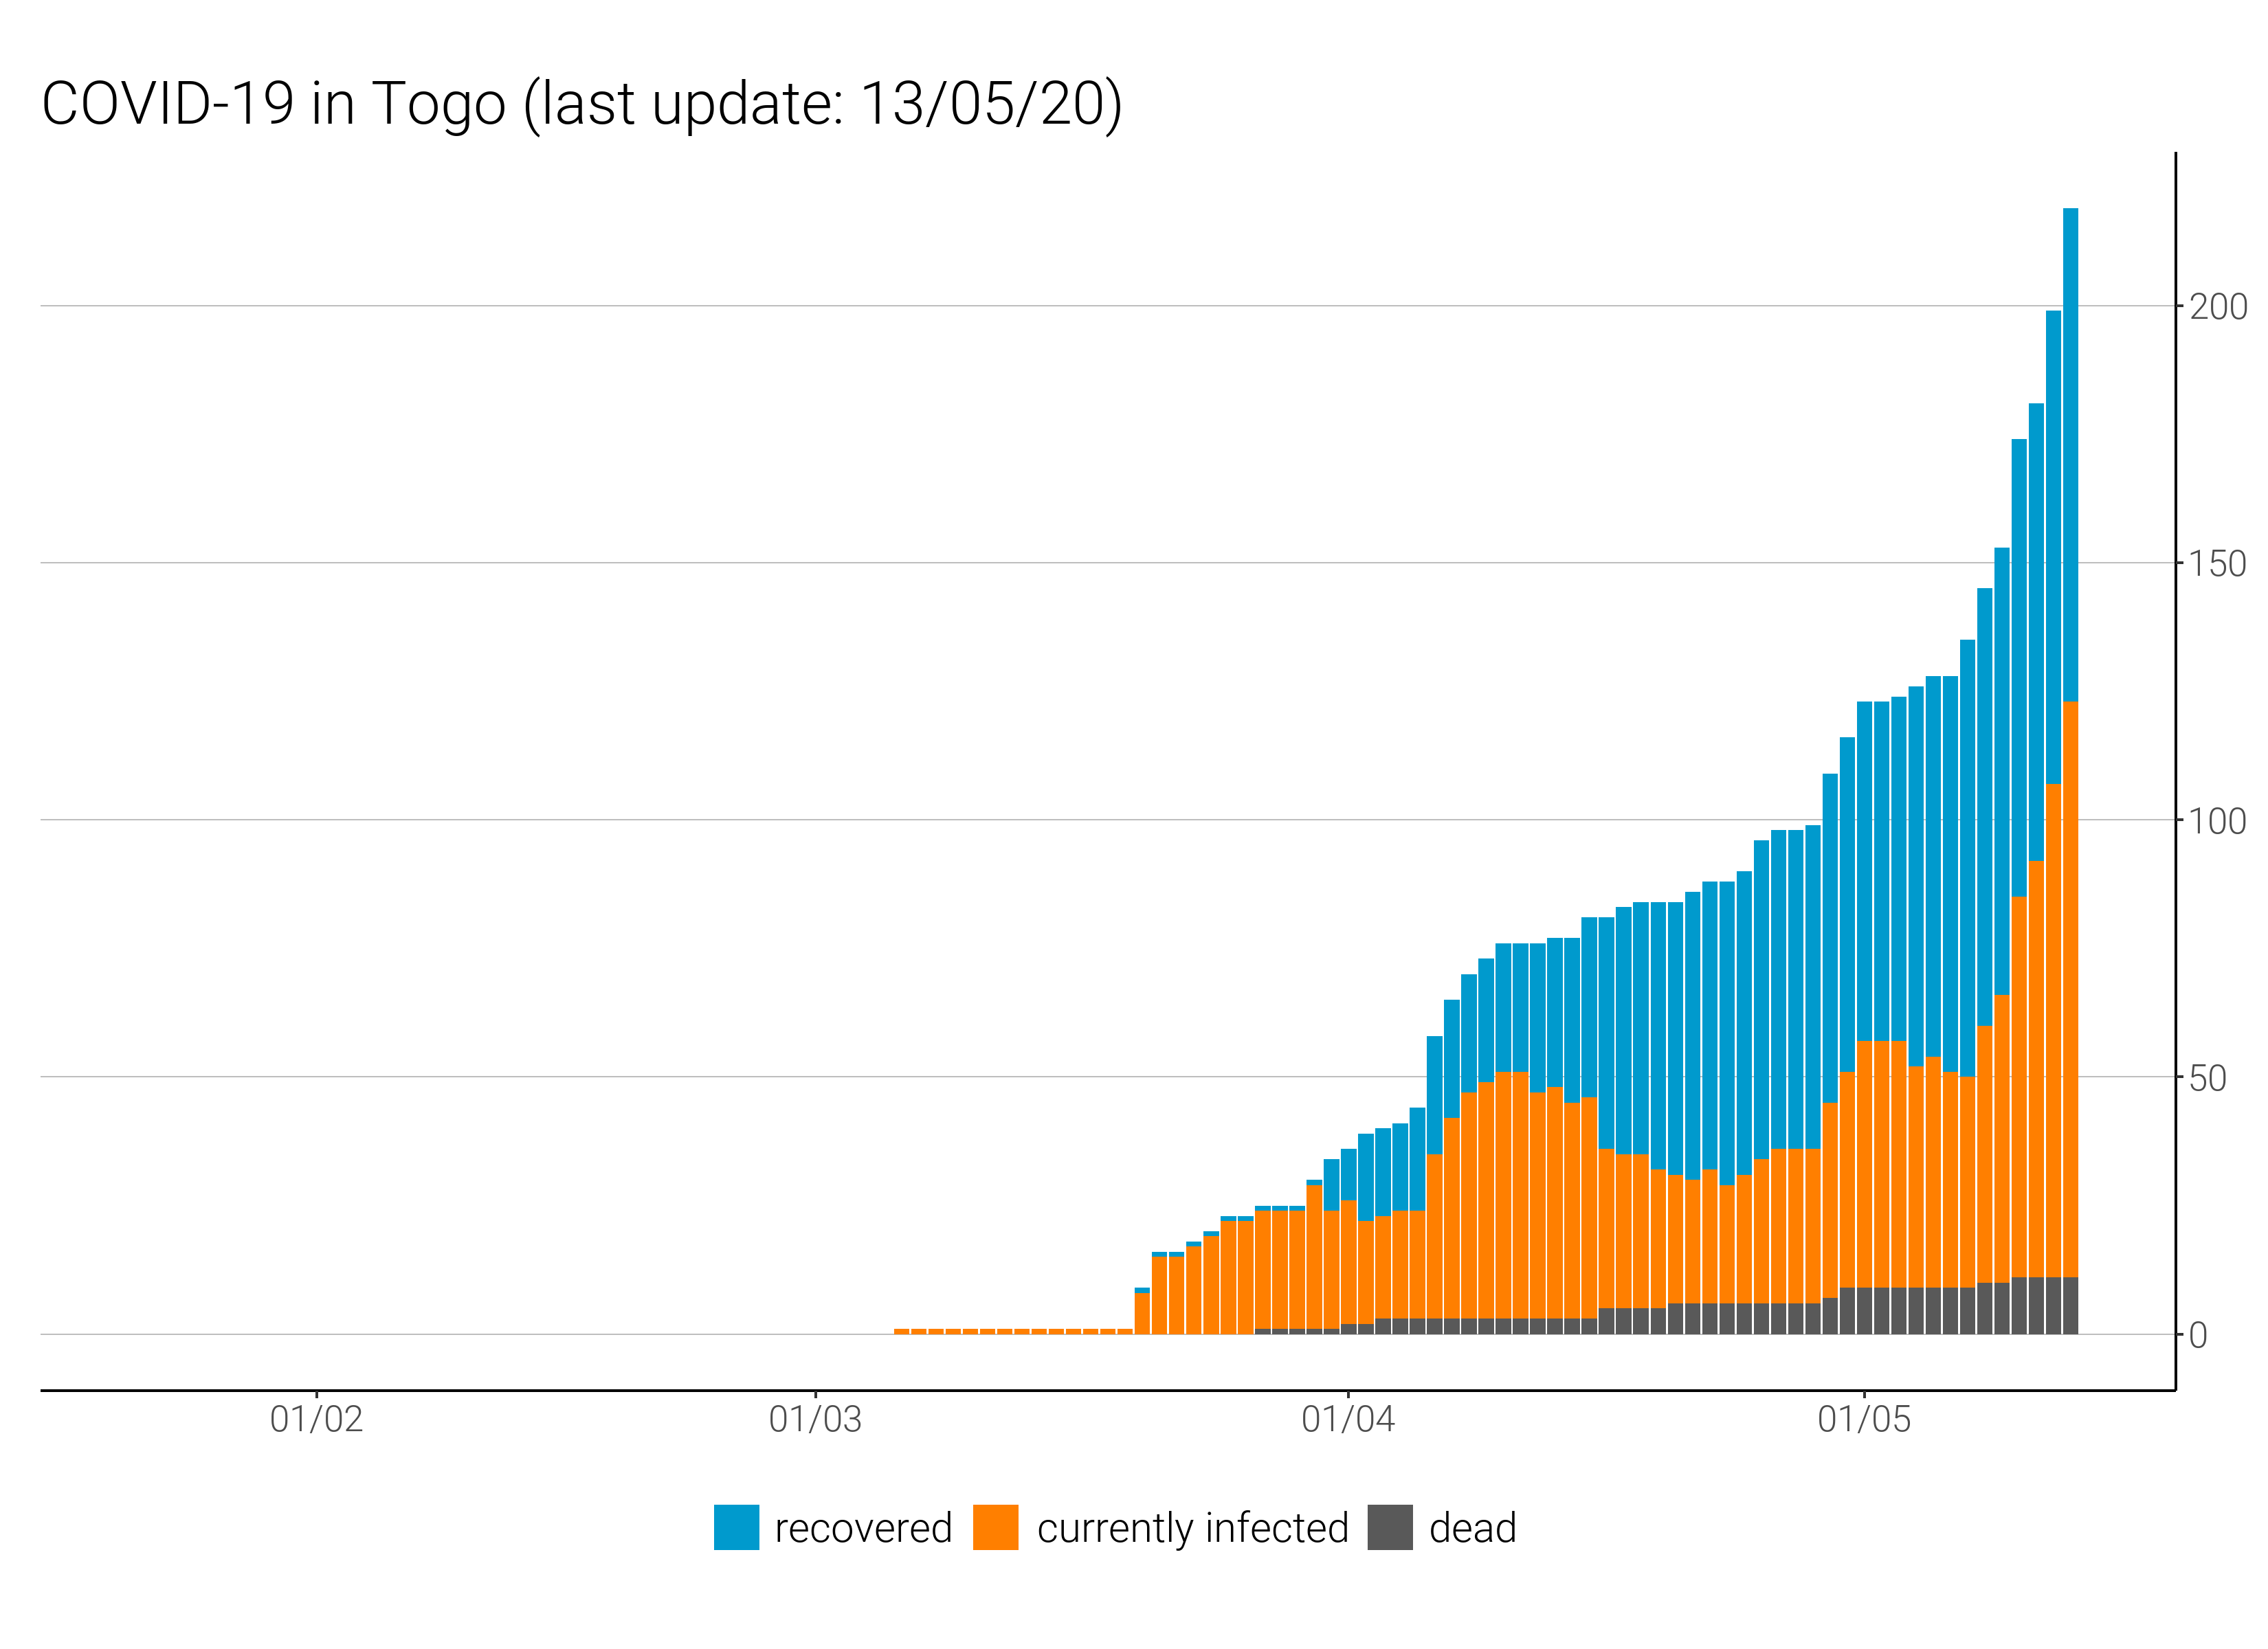 COVID-19 in Togo (last update: 13/05/20)
200
150
100
50
0
01/02 01/03 01/04 01/05
recovered currently infected dead